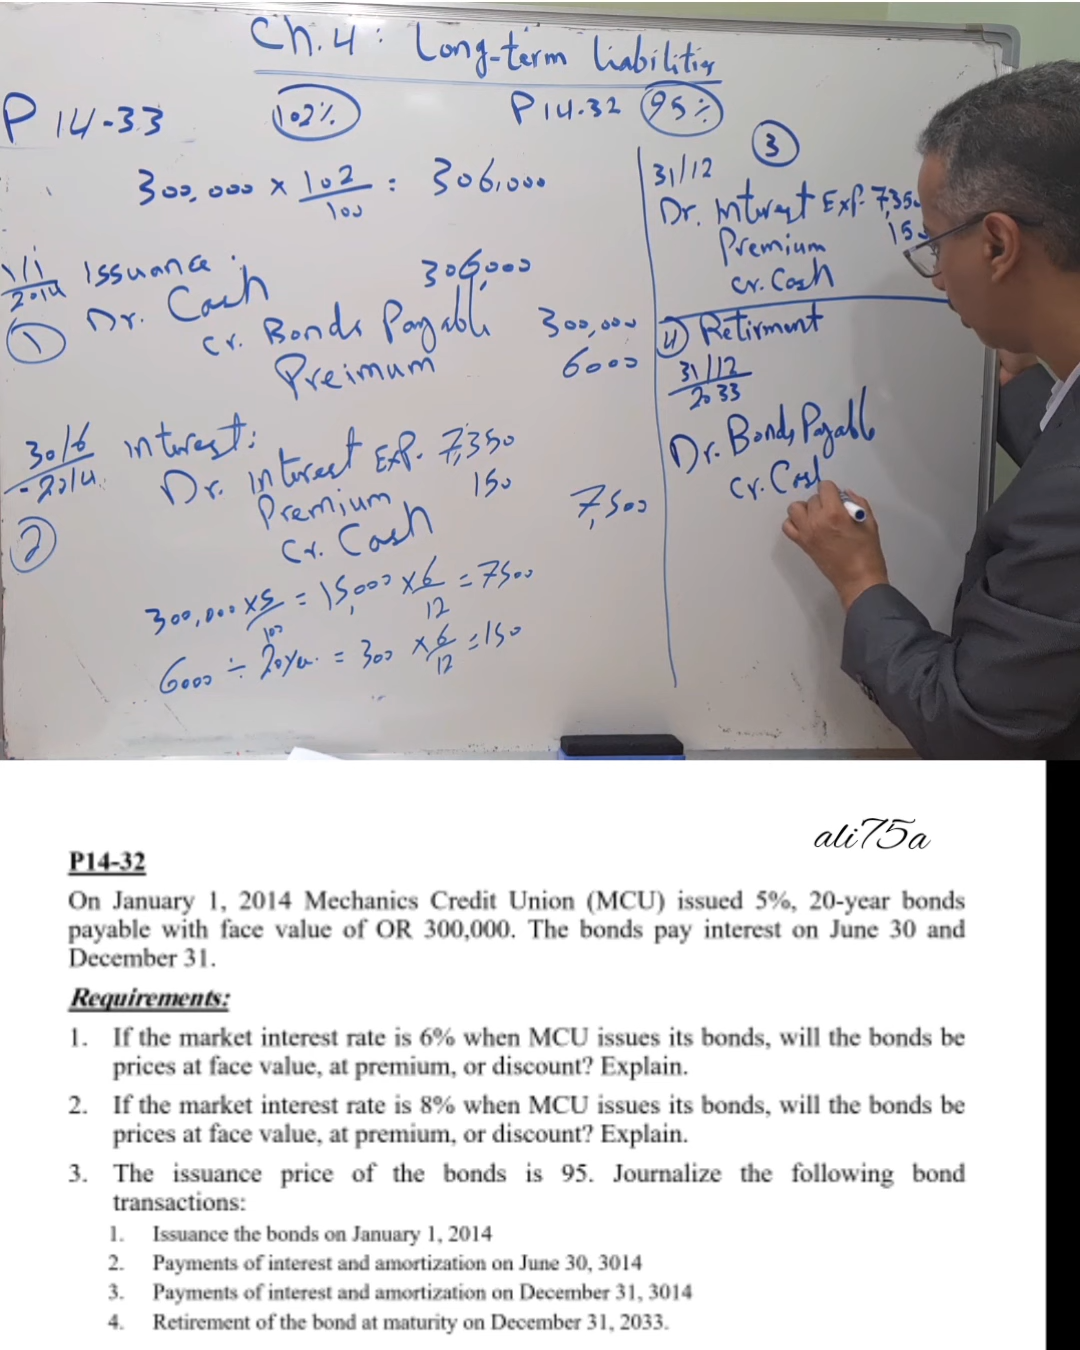 Ch.4: Long-term liabilities
P 14-33
102%
P14.32
95%
300,000 × 102/100 = 306,000
1/1/2014 Issuance:
1
Dr. Cash 306,000
cr. Bonds Payable 300,000
Preimum 6000
30/6/2014 interest:
2
Dr. Interest Exp. 7,350
Premium 150
Cr. Cash 7,500
300,000 × 5/100 = 15,000 × 6/12 = 7500
6000 ÷ 20 = 300 × 6/12 = 150
3
31/12
Dr. Interest Exp.
Premium
cr. Cash
4 Retirment
31/12/2033
Dr. Bonds Payable
cr.
ali75a
P14-32
On January 1, 2014 Mechanics Credit Union (MCU) issued 5%, 20-year bonds
payable with face value of OR 300,000. The bonds pay interest on June 30 and
December 31.
Requirements:
1. If the market interest rate is 6% when MCU issues its bonds, will the bonds be
prices at face value, at premium, or discount? Explain.
2. If the market interest rate is 8% when MCU issues its bonds, will the bonds be
prices at face value, at premium, or discount? Explain.
3. The issuance price of the bonds is 95. Journalize the following bond
transactions:
1. Issuance the bonds on January 1, 2014
2. Payments of interest and amortization on June 30, 3014
3. Payments of interest and amortization on December 31, 3014
4. Retirement of the bond at maturity on December 31, 2033.